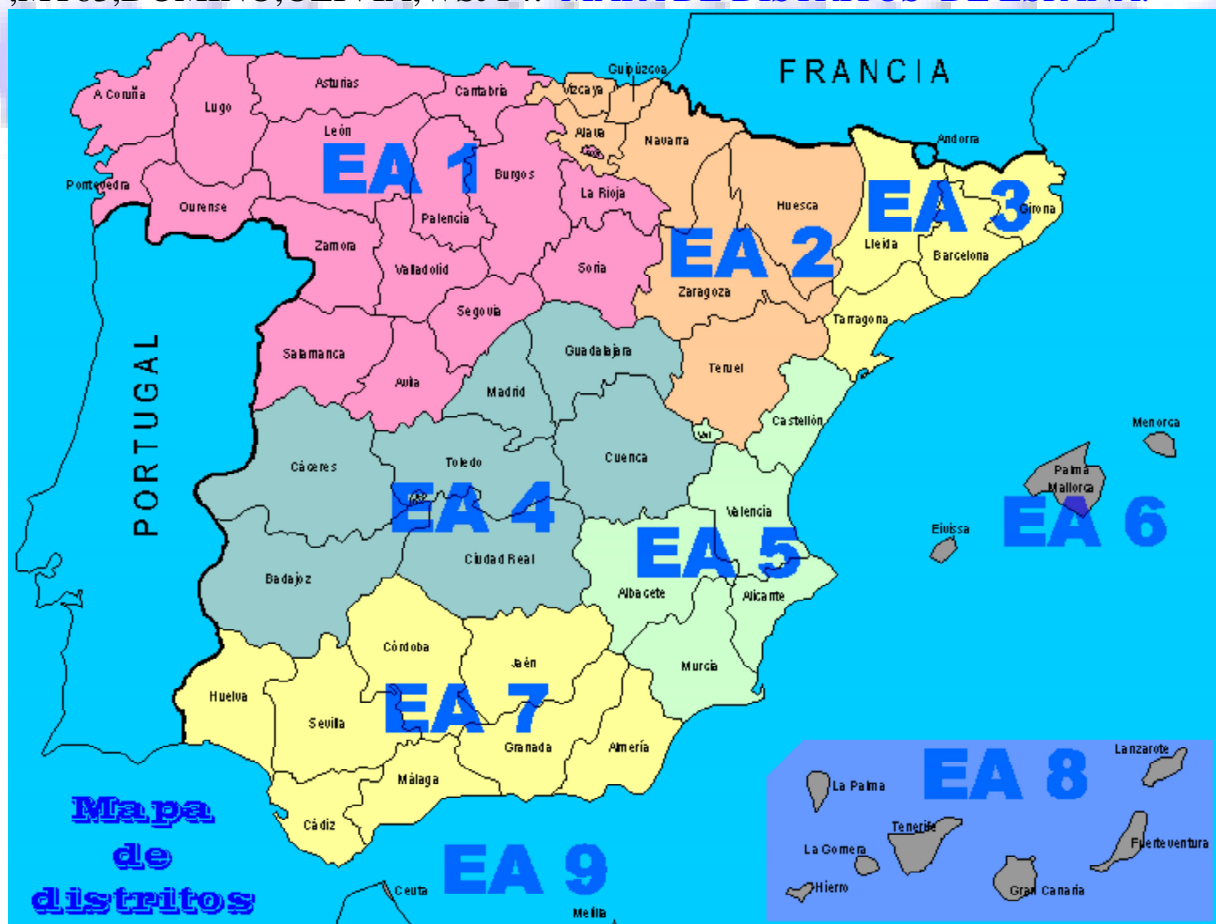 FRANCIA
Guipúzcoa
Vizcaya
Asturias
Cantabria
A Coruña
Lugo
León
Alava
Navarra
Andorra
EA 1
Burgos
Pontevedra
Ourense
Palencia
La Rioja
Huesca
EA 2
EA 3
Girona
Lleida
Barcelona
Zamora
Valladolid
Soria
Zaragoza
Segovia
Tarragona
Salamanca
Avila
Guadalajara
Madrid
Teruel
PORTUGAL
Castellón
Val
Menorca
Cáceres
Toledo
Cuenca
Palma
Mallorca
EA 4
Valencia
EA 6
Eivissa
EA 5
Ciudad Real
Badajoz
Albacete
Alicante
Córdoba
Jaén
Murcia
Huelva
Sevilla
EA 7
Granada
Almería
Málaga
Cádiz
Mapa
de
distritos
EA 9
Ceuta
Melilla
EA 8
Lanzarote
La Palma
Tenerife
La Gomera
Fuerteventura
Hierro
Gran Canaria